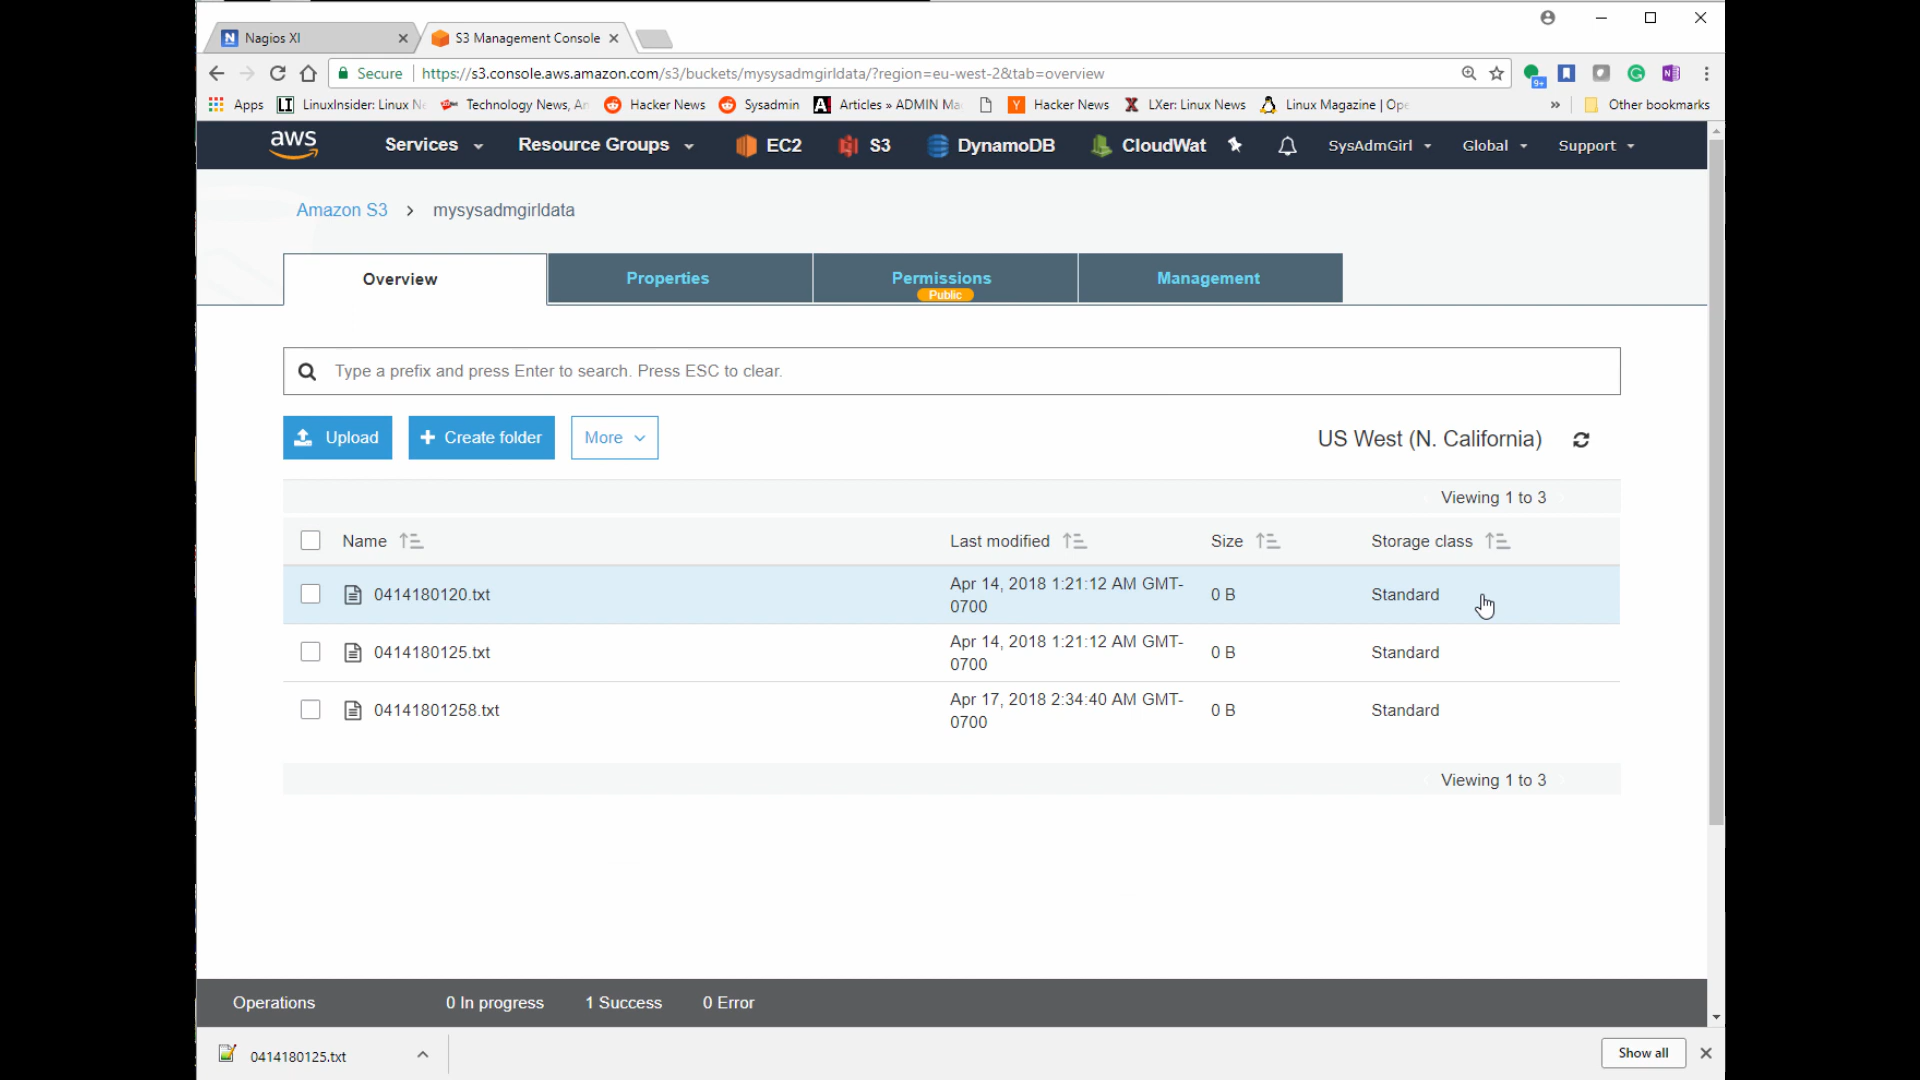 Nagios XI
S3 Management Console
Secure https://s3.console.aws.amazon.com/s3/buckets/mysysadmgirldata/?region=eu-west-2&tab=overview
9+
Apps LI LinuxInsider: Linux N Technology News, An Hacker News Sysadmin A Articles » ADMIN Ma Y Hacker News X LXer: Linux News Linux Magazine | Ope » Other bookmarks
aws Services Resource Groups EC2 S3 DynamoDB CloudWat SysAdmGirl Global Support
Amazon S3 > mysysadmgirldata
Overview Properties Permissions Management
Public
Type a prefix and press Enter to search. Press ESC to clear.
Upload + Create folder More US West (N. California)
Viewing 1 to 3
Name Last modified Size Storage class
0414180120.txt Apr 14, 2018 1:21:12 AM GMT-0700 0 B Standard
0414180125.txt Apr 14, 2018 1:21:12 AM GMT-0700 0 B Standard
04141801258.txt Apr 17, 2018 2:34:40 AM GMT-0700 0 B Standard
Viewing 1 to 3
Operations 0 In progress 1 Success 0 Error
0414180125.txt Show all